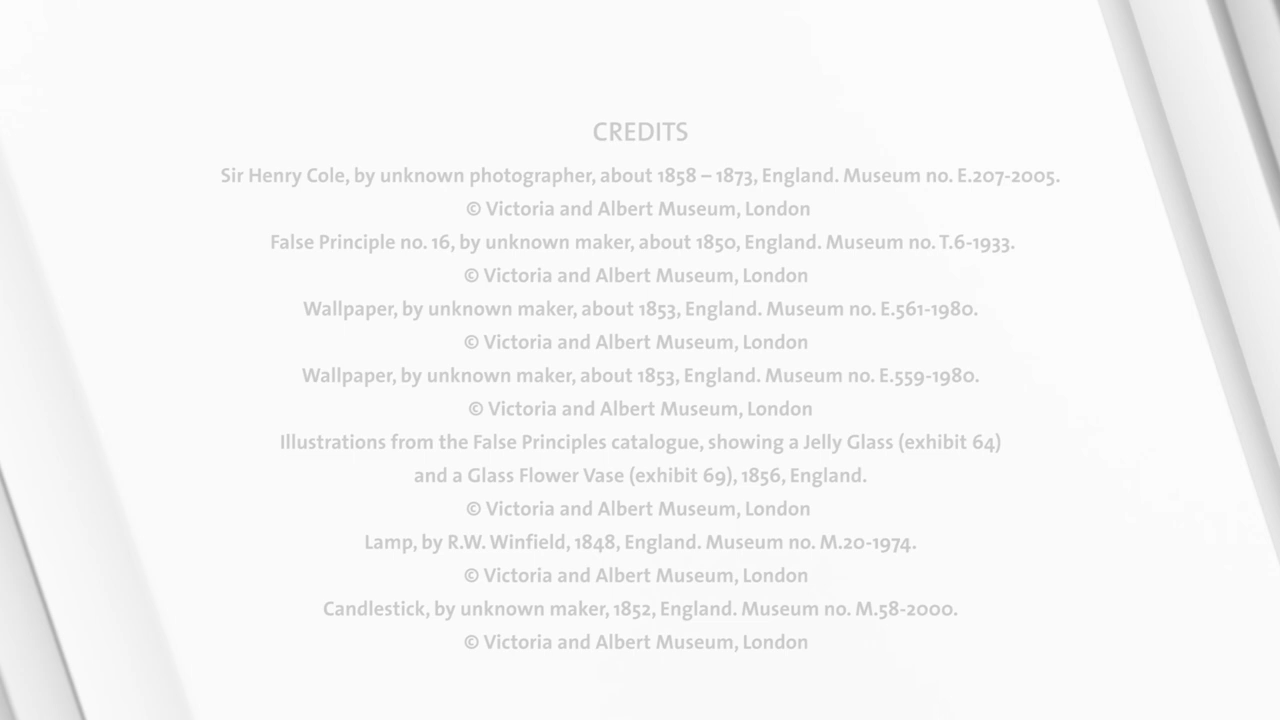 CREDITS
Sir Henry Cole, by unknown photographer, about 1858 – 1873, England. Museum no. E.207-2005.
© Victoria and Albert Museum, London
False Principle no. 16, by unknown maker, about 1850, England. Museum no. T.6-1933.
© Victoria and Albert Museum, London
Wallpaper, by unknown maker, about 1853, England. Museum no. E.561-1980.
© Victoria and Albert Museum, London
Wallpaper, by unknown maker, about 1853, England. Museum no. E.559-1980.
© Victoria and Albert Museum, London
Illustrations from the False Principles catalogue, showing a Jelly Glass (exhibit 64)
and a Glass Flower Vase (exhibit 69), 1856, England.
© Victoria and Albert Museum, London
Lamp, by R.W. Winfield, 1848, England. Museum no. M.20-1974.
© Victoria and Albert Museum, London
Candlestick, by unknown maker, 1852, England. Museum no. M.58-2000.
© Victoria and Albert Museum, London